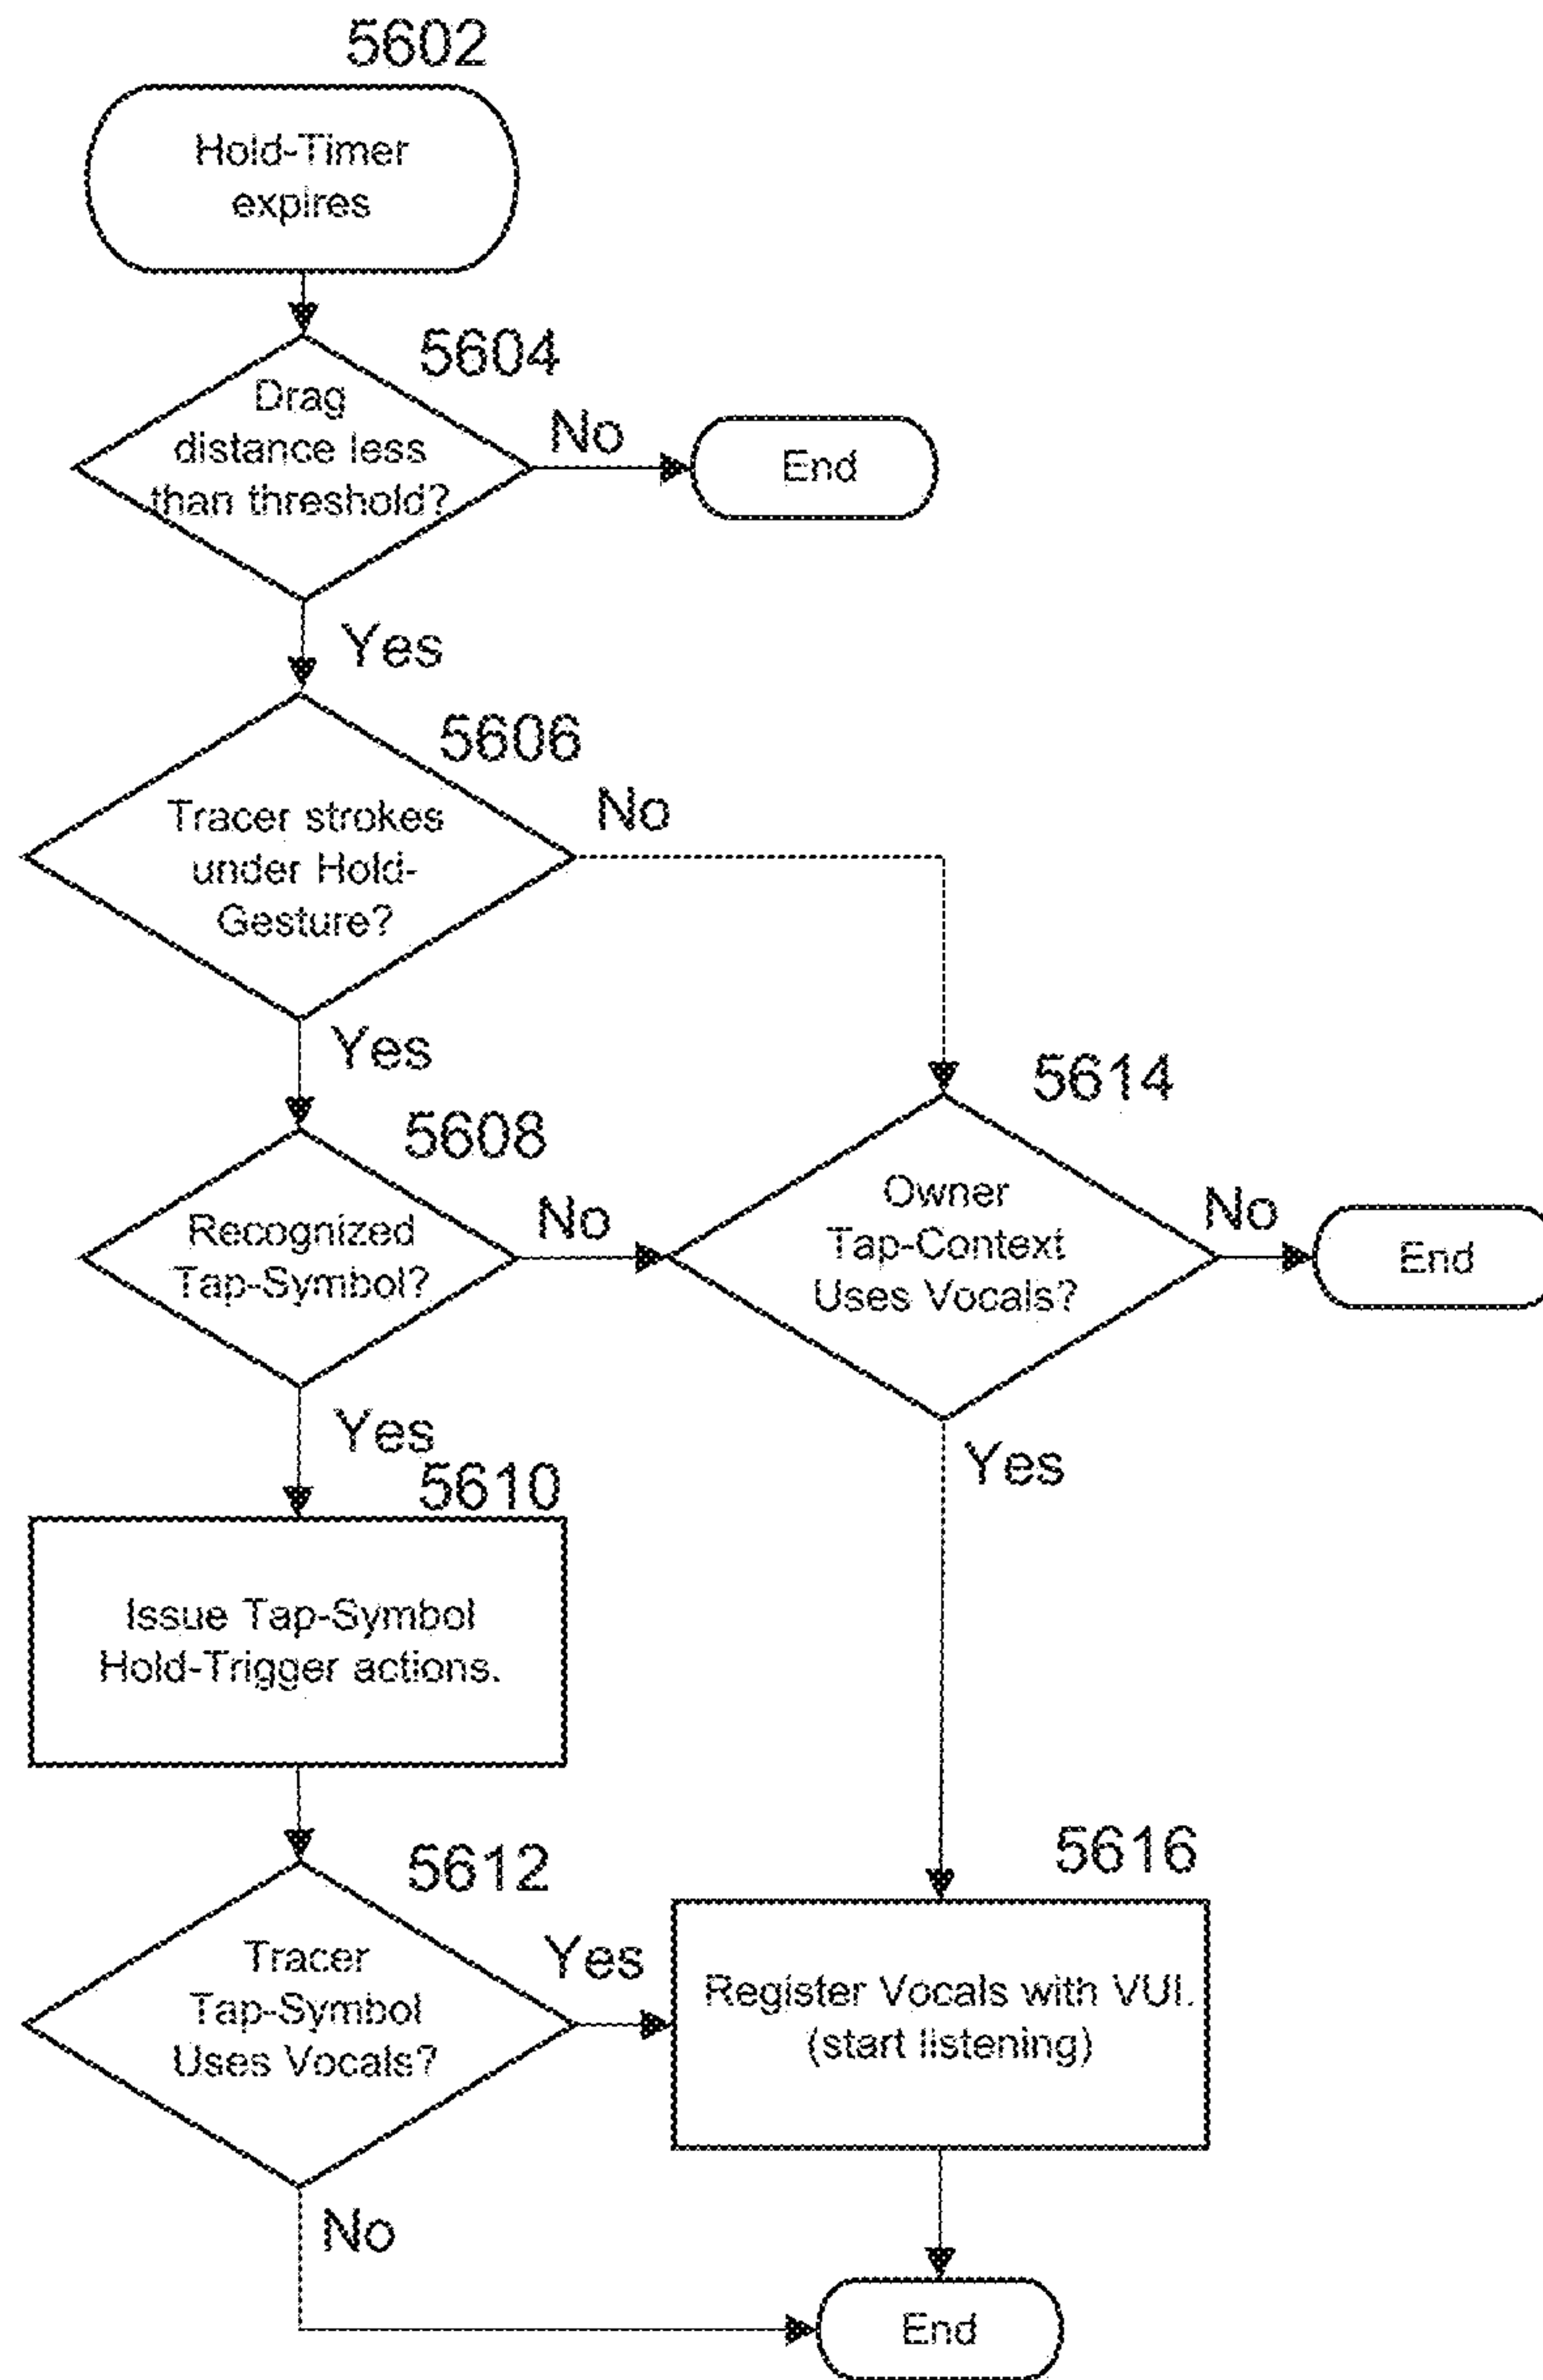 5602
Hold-Timer
expires
5604
Drag
distance less
than threshold?
No
End
Yes
5606
Tracer strokes
under Hold-
Gesture?
No
Yes
5608
Recognized
Tap-Symbol?
No
5614
Owner
Tap-Context
Uses Vocals?
No
End
Yes
Yes
5610
Issue Tap-Symbol
Hold-Trigger actions.
5612
Tracer
Tap-Symbol
Uses Vocals?
Yes
5616
Register Vocals with VUI.
(start listening)
No
End